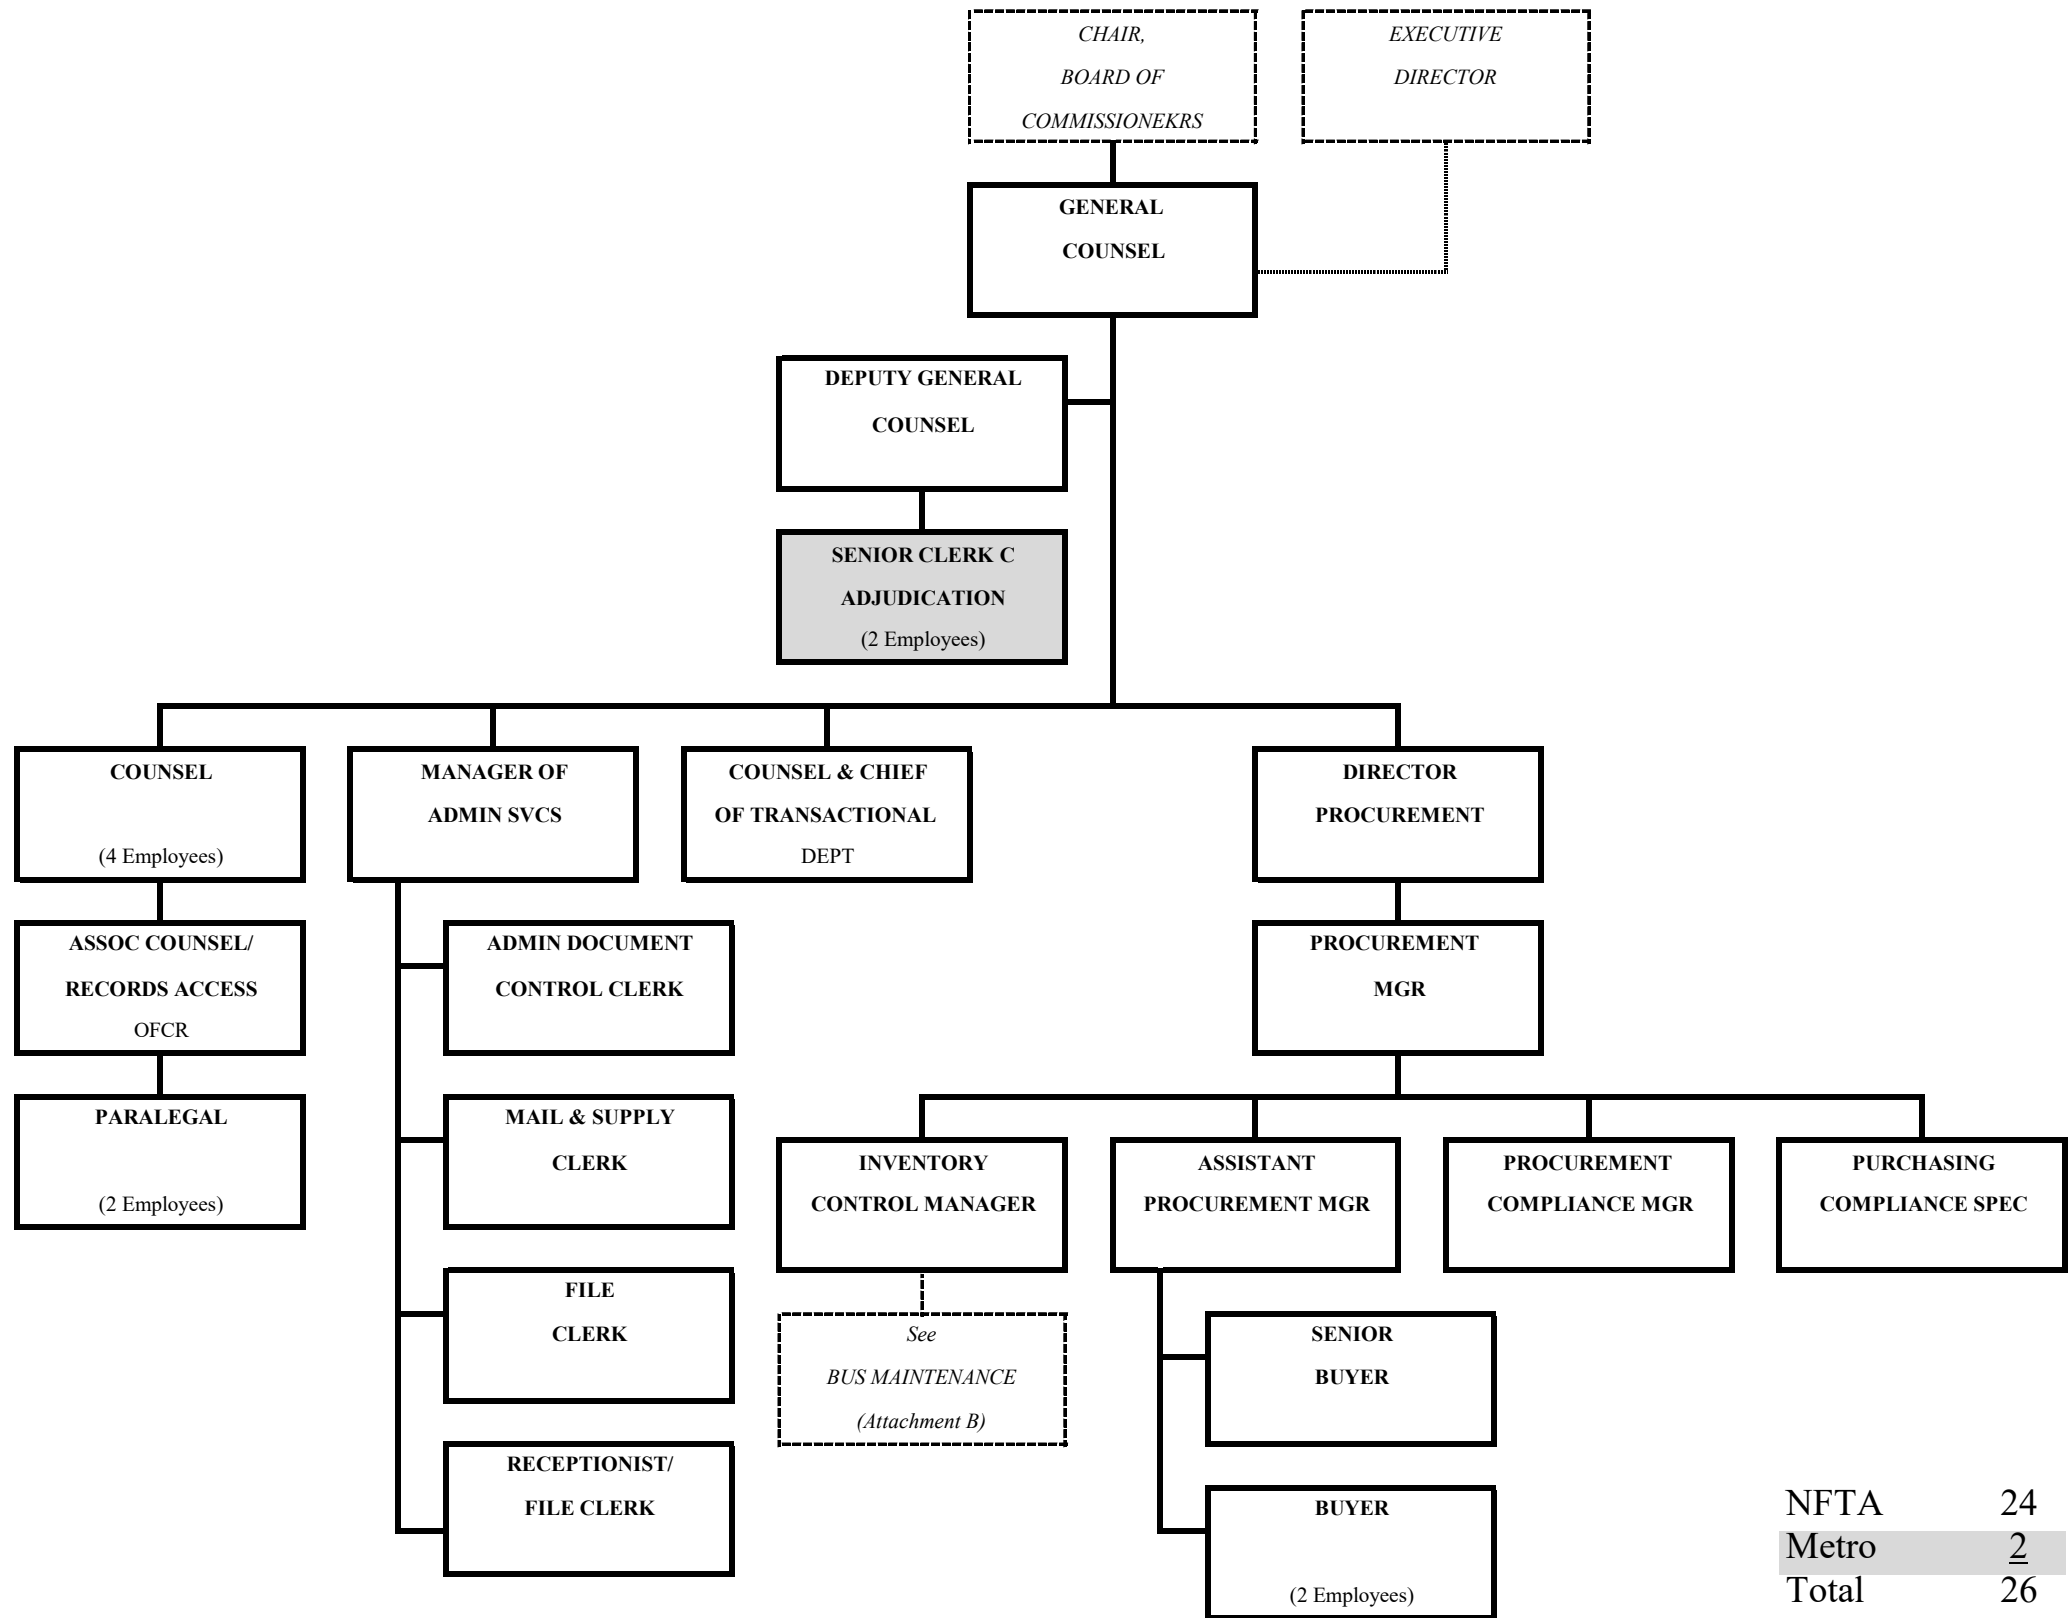 CHAIR,
BOARD OF
COMMISSIONEKRS
EXECUTIVE
DIRECTOR
GENERAL
COUNSEL
DEPUTY GENERAL
COUNSEL
SENIOR CLERK C
ADJUDICATION
(2 Employees)
COUNSEL
(4 Employees)
MANAGER OF
ADMIN SVCS
COUNSEL & CHIEF
OF TRANSACTIONAL
DEPT
DIRECTOR
PROCUREMENT
ASSOC COUNSEL/
RECORDS ACCESS
OFCR
ADMIN DOCUMENT
CONTROL CLERK
PROCUREMENT
MGR
PARALEGAL
(2 Employees)
MAIL & SUPPLY
CLERK
INVENTORY
CONTROL MANAGER
ASSISTANT
PROCUREMENT MGR
PROCUREMENT
COMPLIANCE MGR
PURCHASING
COMPLIANCE SPEC
FILE
CLERK
See
BUS MAINTENANCE
(Attachment B)
SENIOR
BUYER
RECEPTIONIST/
FILE CLERK
BUYER
(2 Employees)
NFTA 24
Metro 2
Total 26